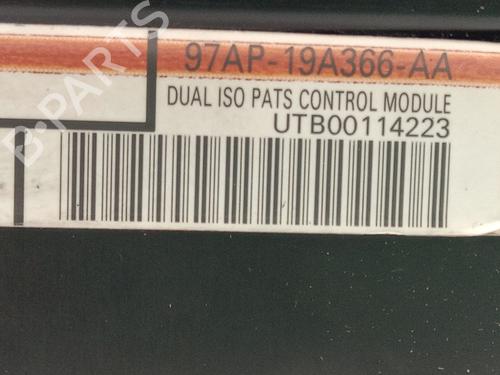 97AP-19A366-AA
DUAL ISO PATS CONTROL MODULE
UTB00114223
B-PARTS